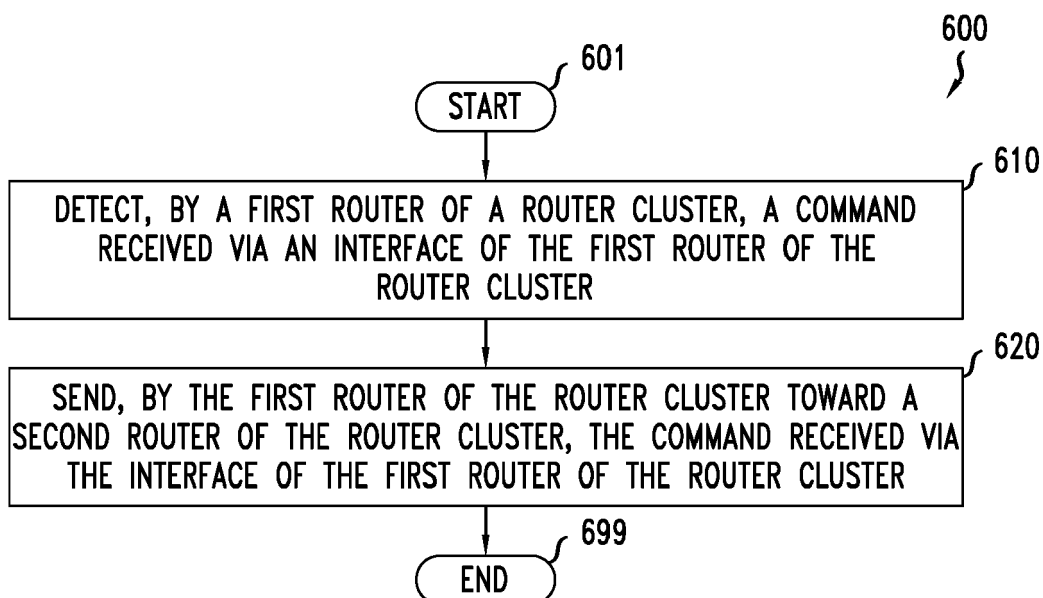 600
601
START
610
DETECT, BY A FIRST ROUTER OF A ROUTER CLUSTER, A COMMAND
RECEIVED VIA AN INTERFACE OF THE FIRST ROUTER OF THE
ROUTER CLUSTER
620
SEND, BY THE FIRST ROUTER OF THE ROUTER CLUSTER TOWARD A
SECOND ROUTER OF THE ROUTER CLUSTER, THE COMMAND RECEIVED VIA
THE INTERFACE OF THE FIRST ROUTER OF THE ROUTER CLUSTER
699
END